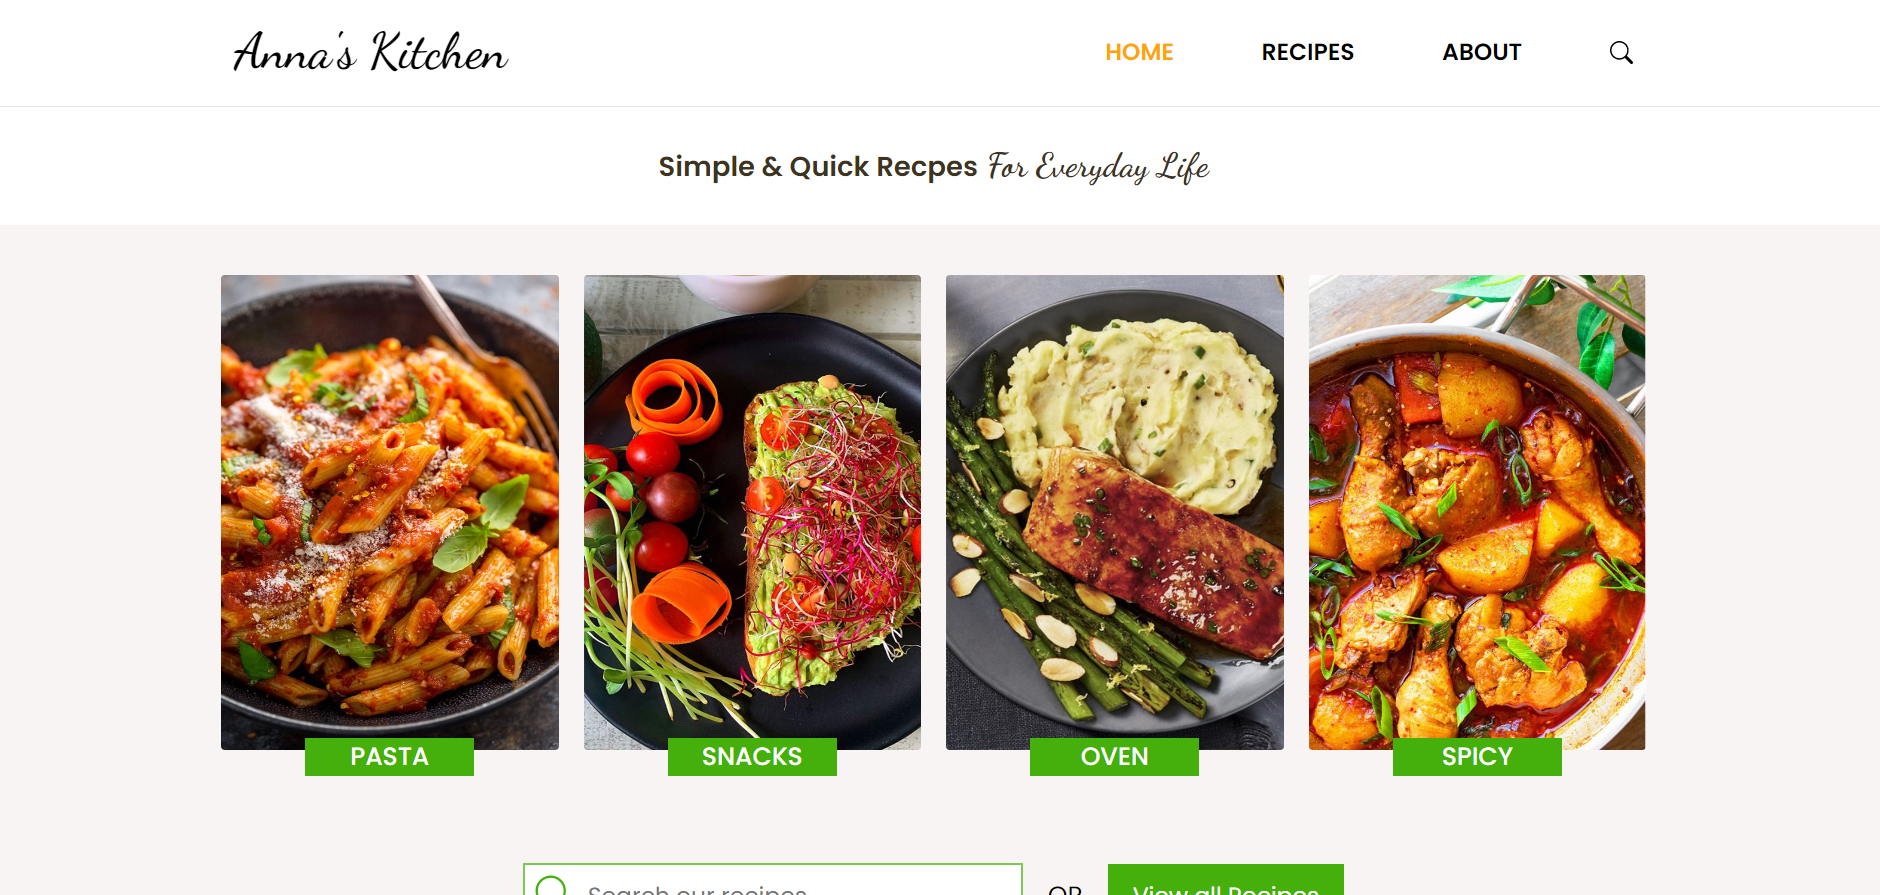 Anna's Kitchen
HOME RECIPES ABOUT
Simple & Quick Recpes For Everyday Life
PASTA SNACKS OVEN SPICY
Search our recipes OR View all Recipes